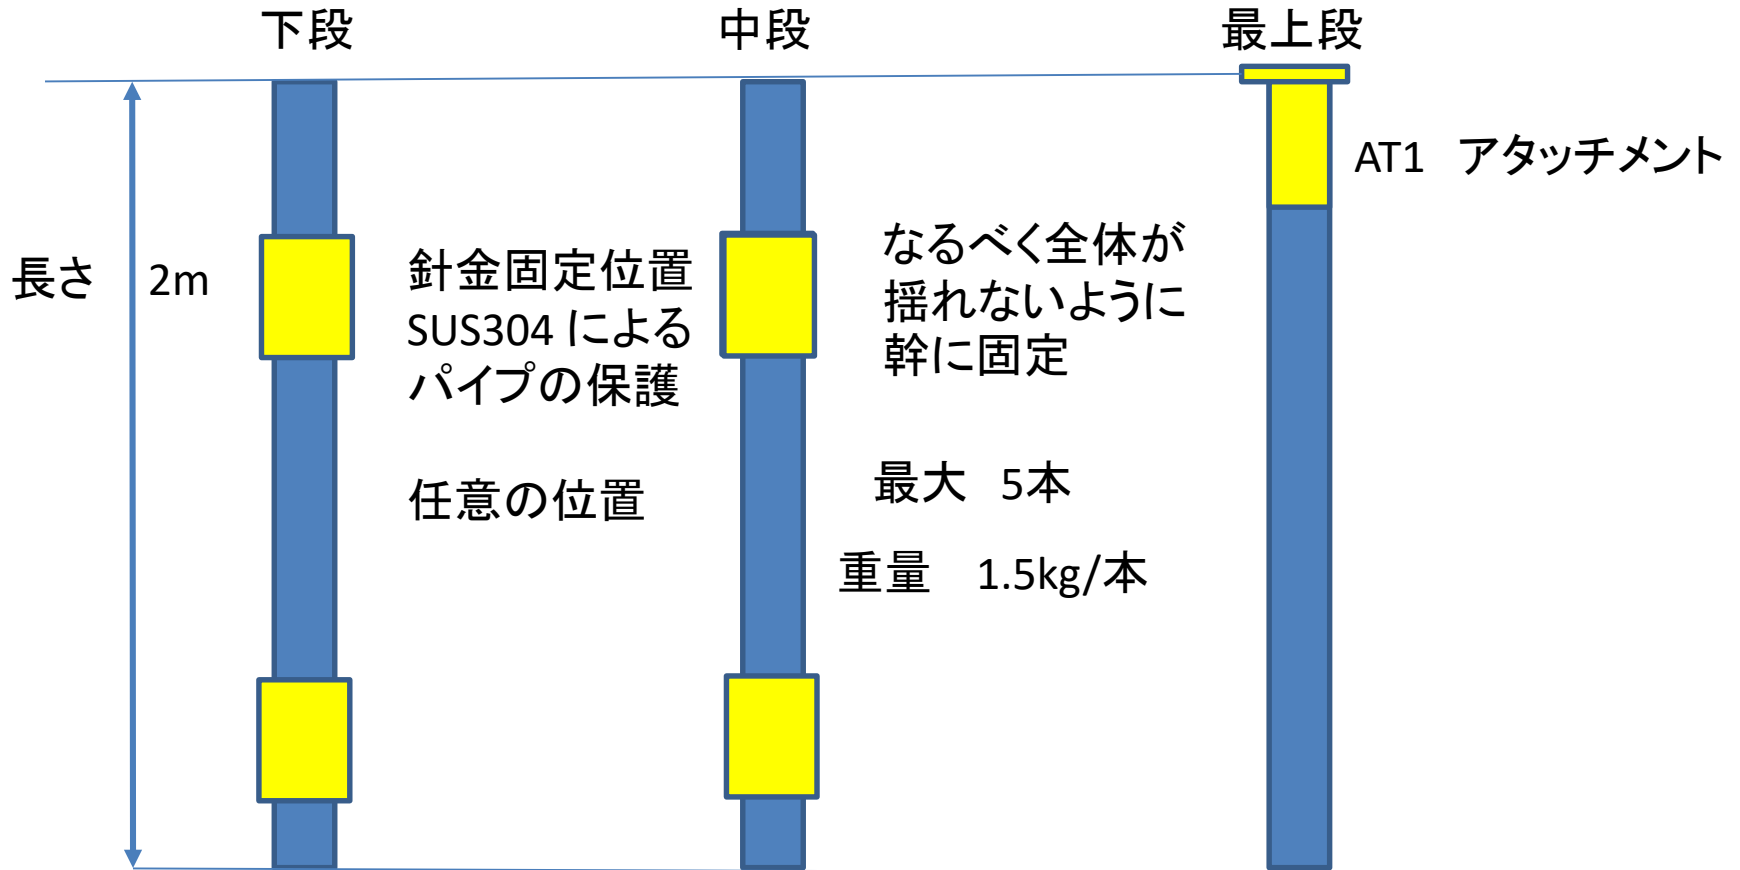 下段
中段
最上段
AT1 アタッチメント
長さ 2m
針金固定位置
SUS304 による
パイプの保護
任意の位置
なるべく全体が
揺れないように
幹に固定
最大 5本
重量 1.5kg/本